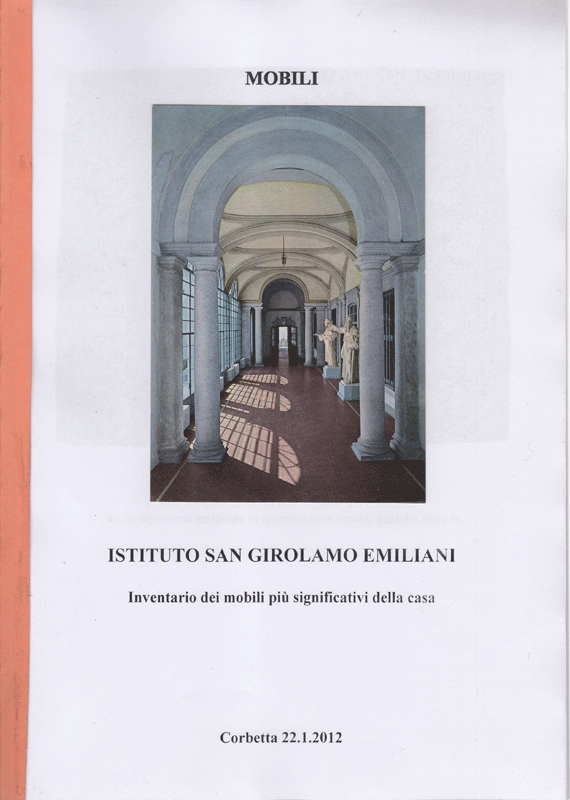 MOBILI
ISTITUTO SAN GIROLAMO EMILIANI
Inventario dei mobili più significativi della casa
Corbetta 22.1.2012